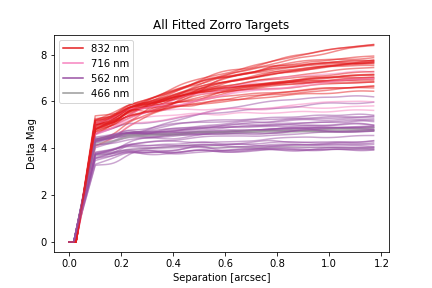 All Fitted Zorro Targets
832 nm
716 nm
562 nm
466 nm
Delta Mag
8
6
4
2
0
0.0 0.2 0.4 0.6 0.8 1.0 1.2
Separation [arcsec]